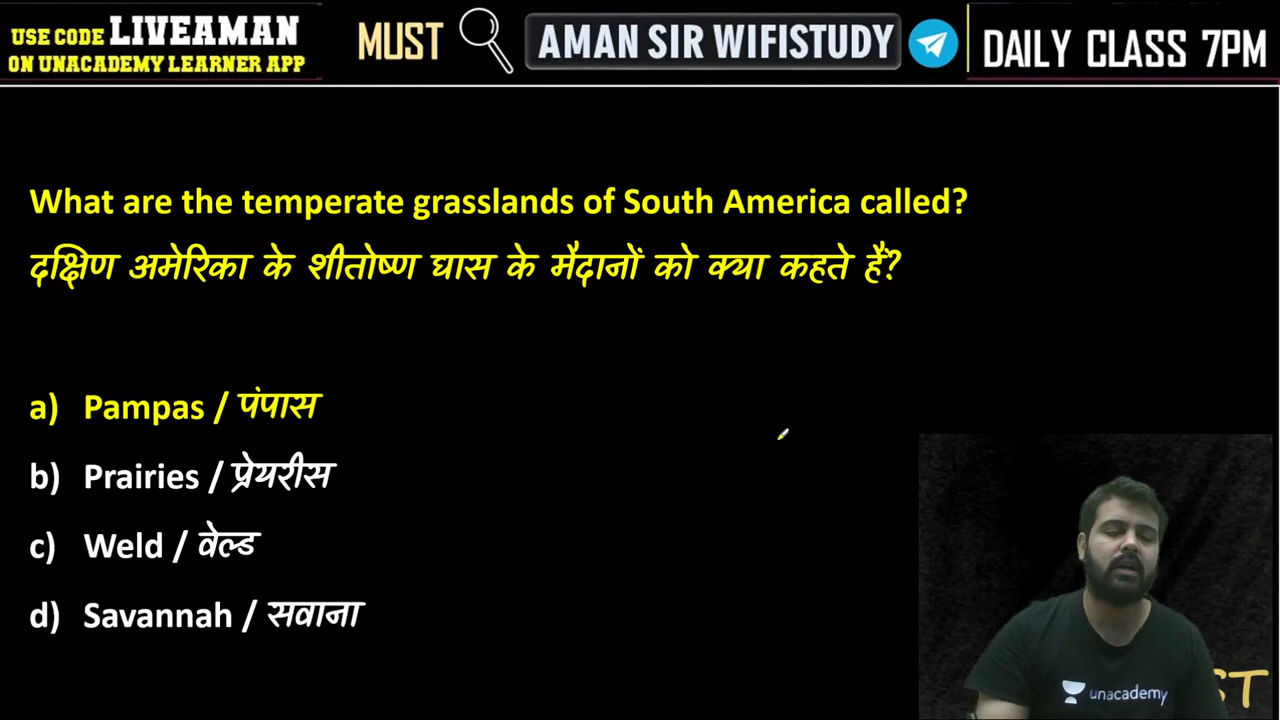 USE CODE LIVEAMAN
ON UNACADEMY LEARNER APP
MUST
AMAN SIR WIFISTUDY
DAILY CLASS 7PM
What are the temperate grasslands of South America called?
दक्षिण अमेरिका के शीतोष्ण घास के मैदानों को क्या कहते हैं?
a) Pampas / पंपास
b) Prairies / प्रेयरीस
c) Weld / वेल्ड
d) Savannah / सवाना
unacademy